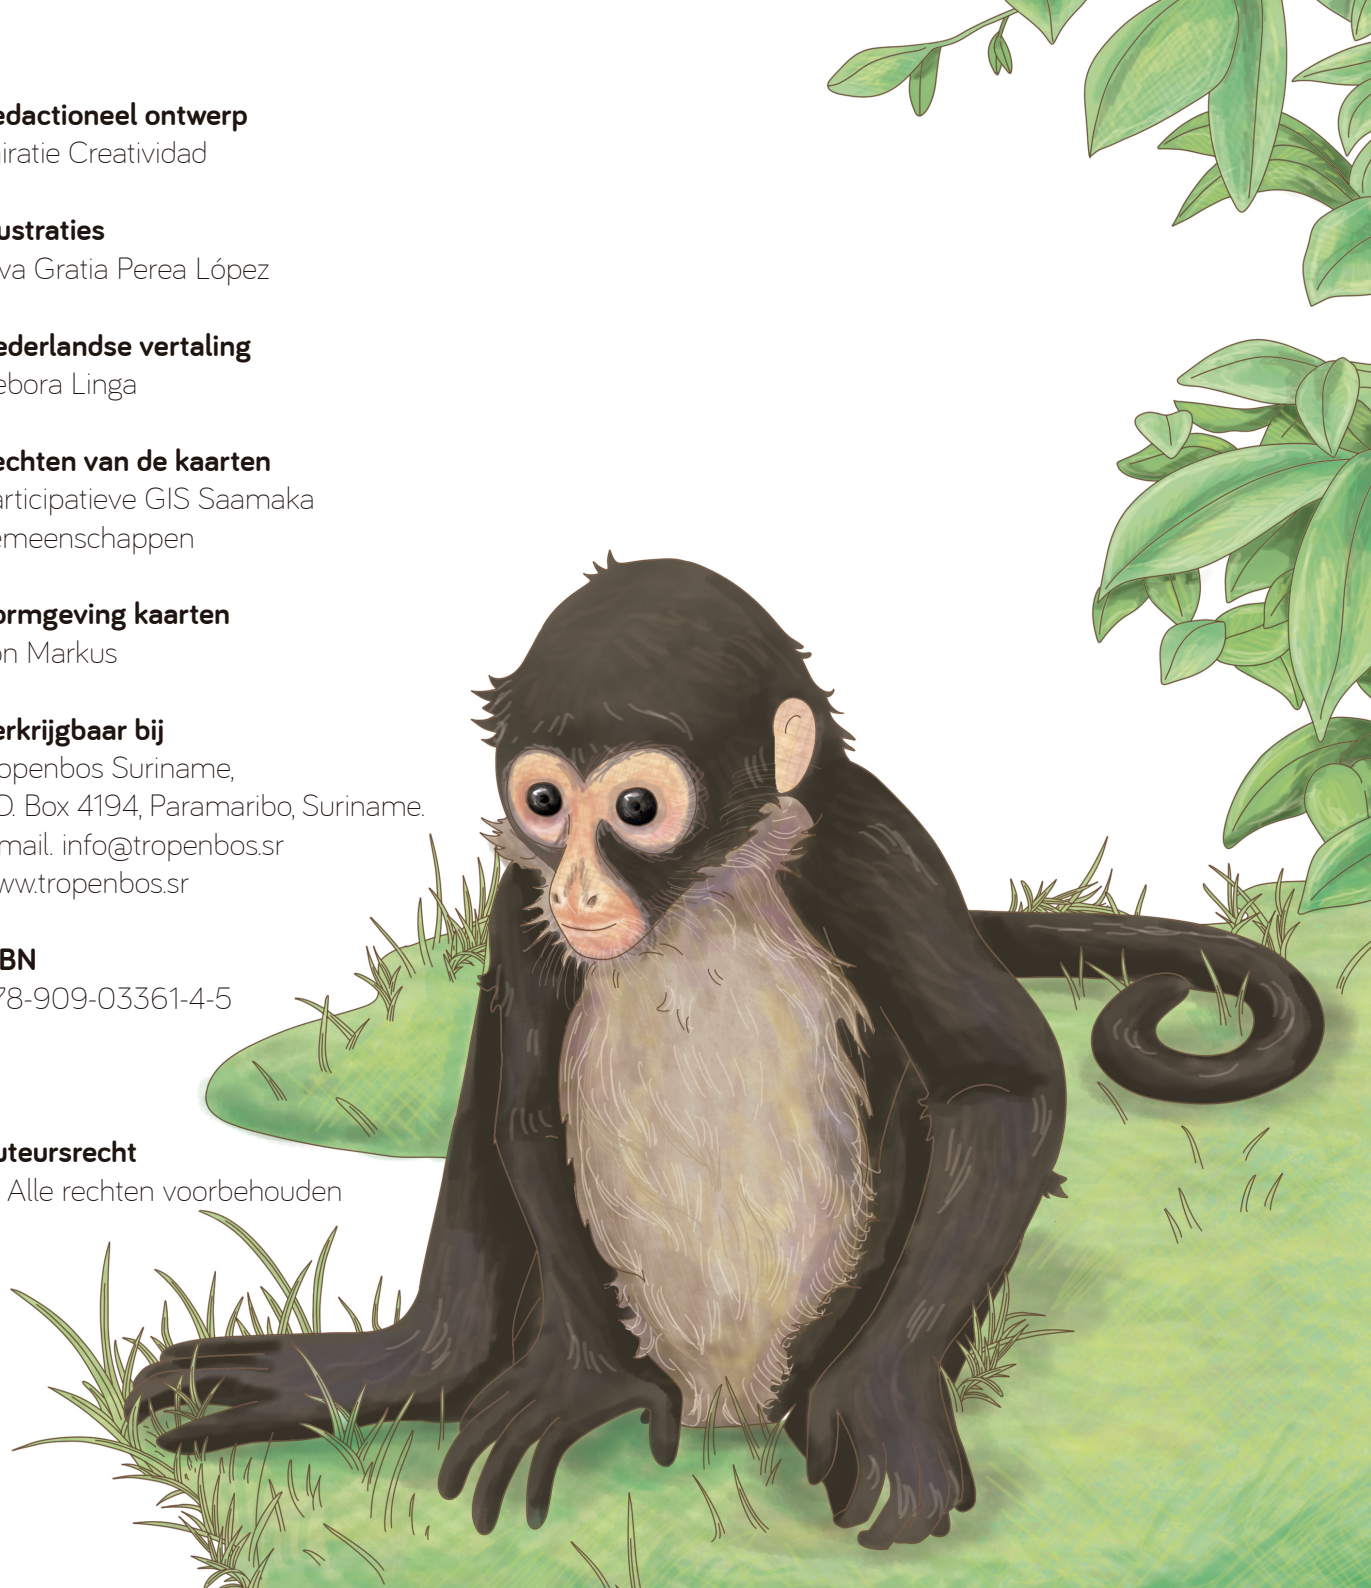 edactioneel ontwerp
iratie Creatividad
ustraties
va Gratia Perea López
ederlandse vertaling
ebora Linga
echten van de kaarten
articipatieve GIS Saamaka
emeenschappen
ormgeving kaarten
on Markus
erkrijgbaar bij
openbos Suriname,
O. Box 4194, Paramaribo, Suriname.
mail. info@tropenbos.sr
ww.tropenbos.sr
BN
78-909-03361-4-5
uteursrecht
Alle rechten voorbehouden